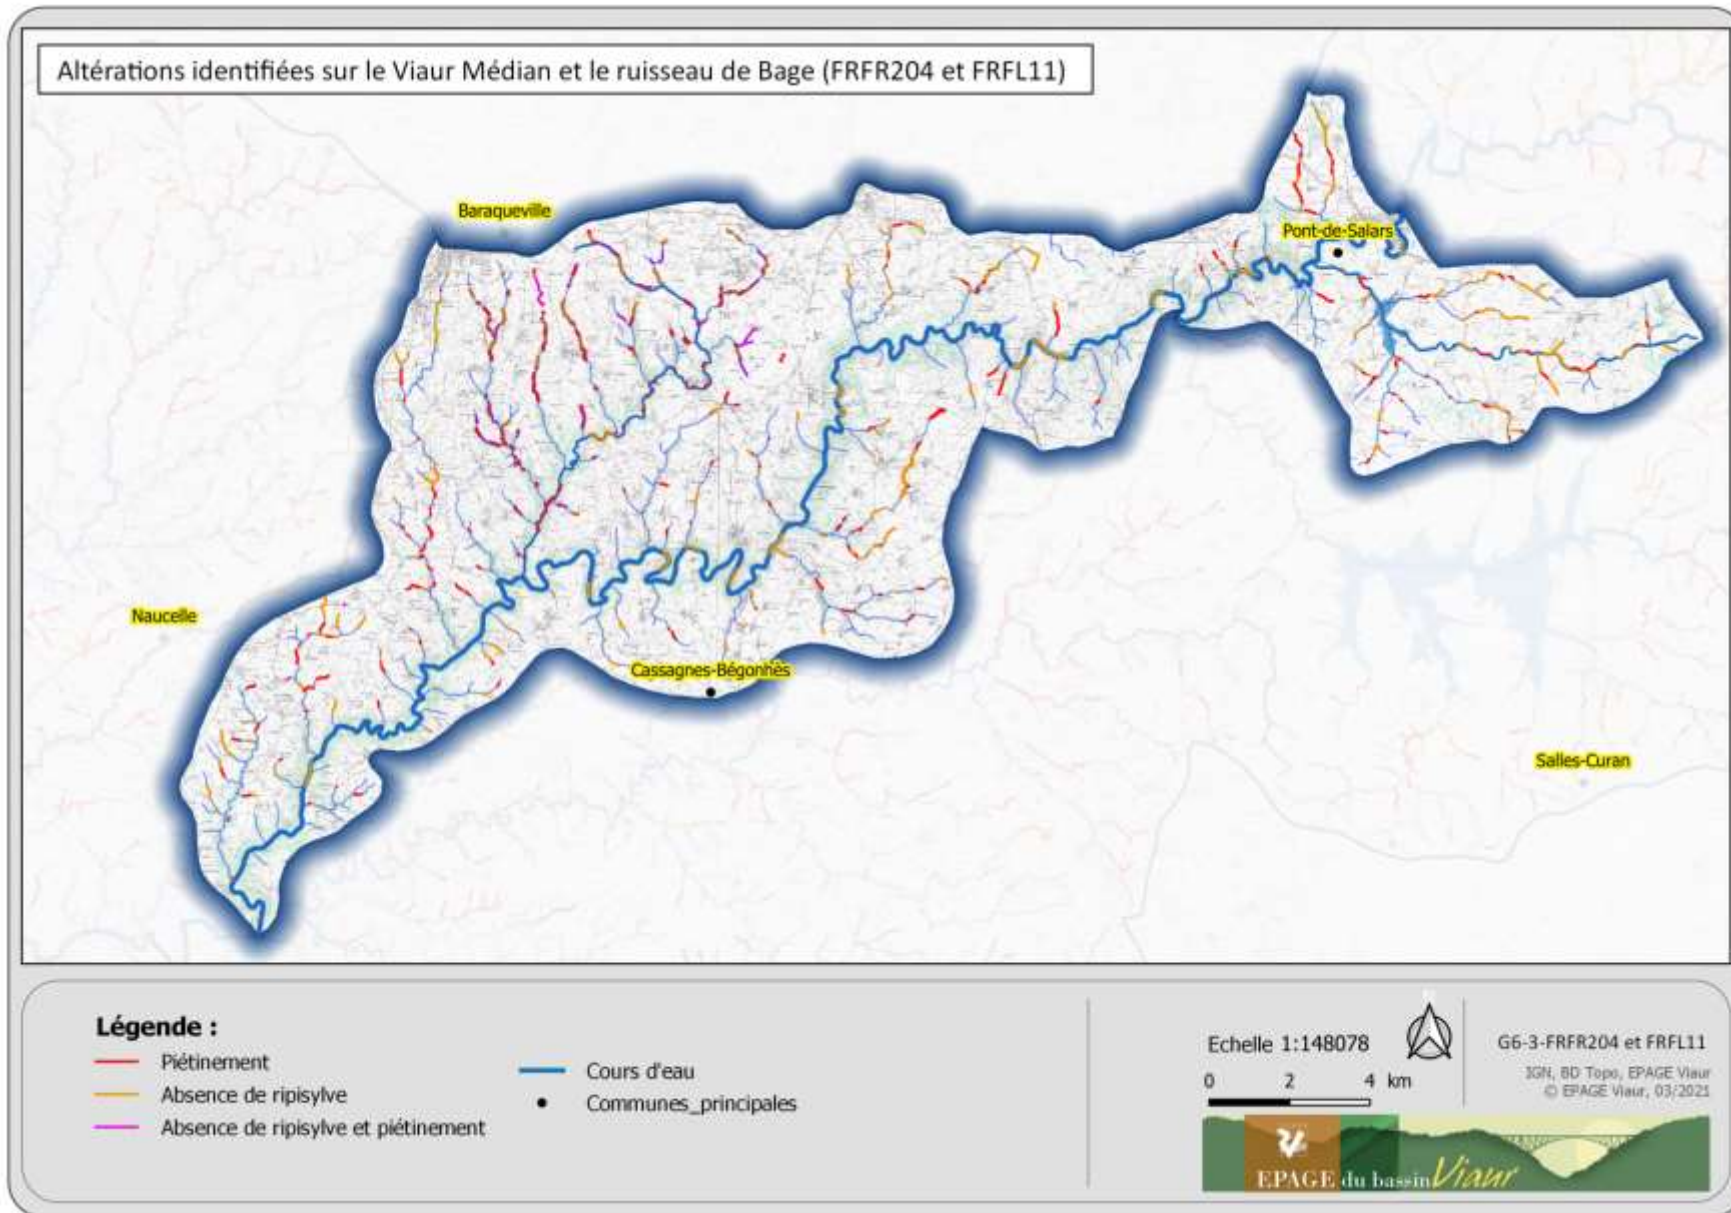 Altérations identifiées sur le Viaur Médian et le ruisseau de Bage (FRFR204 et FRFL11)
Baraqueville
Pont-de-Salars
Naucelle
Cassagnes-Bégonhès
Salles-Curan
Légende :
Piétinement
Absence de ripisylve
Absence de ripisylve et piétinement
Cours d'eau
Communes_principales
Echelle 1:148078
0 2 4 km
G6-3-FRFR204 et FRFL11
IGN, BD Topo, EPAGE Viaur
© EPAGE Viaur, 03/2021
EPAGE du bassin Viaur